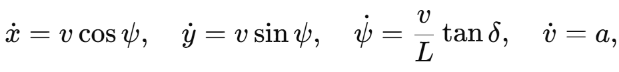 ẋ = v cos ψ, ẏ = v sin ψ, ψ̇ = v/L tan δ, v̇ = a,